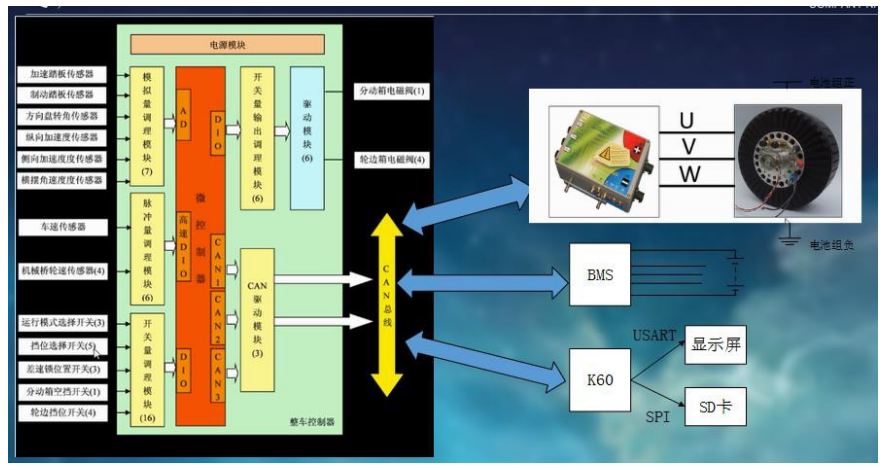 电源模块
加速踏板传感器
制动踏板传感器
方向盘转角传感器
纵向加速度传感器
侧向加速度度传感器
横摆角速度度传感器
车速传感器
机械桥轮速传感器(4)
运行模式选择开关(3)
挡位选择开关(5)
差速锁位置开关(3)
分动箱空挡开关(1)
轮边挡位开关(4)
模拟量调理模块(7)
脉冲量调理模块(6)
开关量调理模块(16)
AD
高速DIO
DIO
微控制器
DIO
CAN1
CAN2
CAN3
开关量输出调理模块(6)
驱动模块(6)
CAN驱动模块(3)
整车控制器
分动箱电磁阀(1)
轮边箱电磁阀(4)
CAN总线
U
V
W
电池组正
电池组负
BMS
K60
USART
SPI
显示屏
SD卡